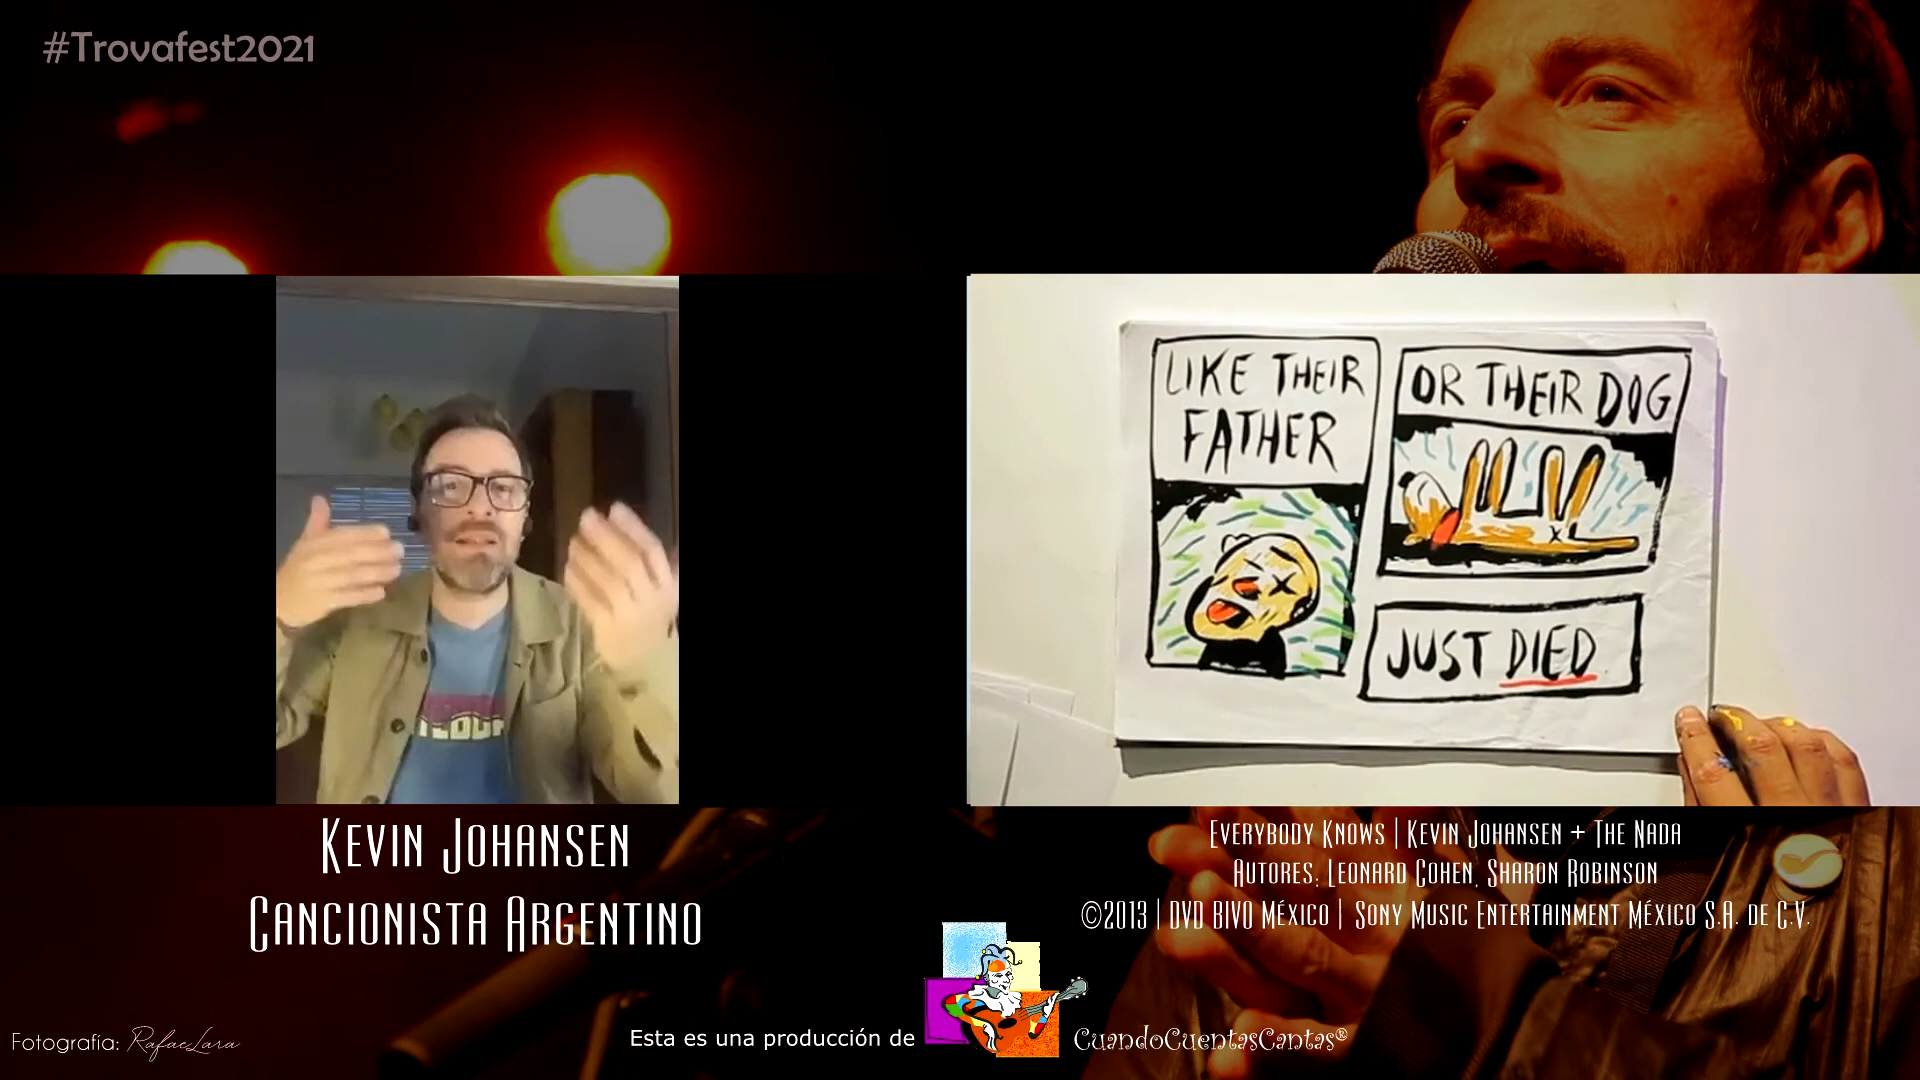 #Trovafest2021
LIKE THEIR
FATHER
OR THEIR DOG
JUST DIED
Kevin Johansen
Cancionista Argentino
Everybody Knows | Kevin Johansen + The Nada
Autores: Leonard Cohen, Sharon Robinson
©2013 | DVD BIVO México | Sony Music Entertainment México S.A. de C.V.
Fotografía: RafaeLara
Esta es una producción de
CuandoCuentasCantas®